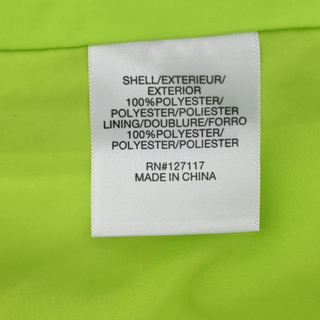 SHELL/EXTERIEUR/
EXTERIOR
100%POLYESTER/
POLYESTER/POLIESTER
LINING/DOUBLURE/FORRO
100%POLYESTER/
POLYESTER/POLIESTER
RN#127117
MADE IN CHINA